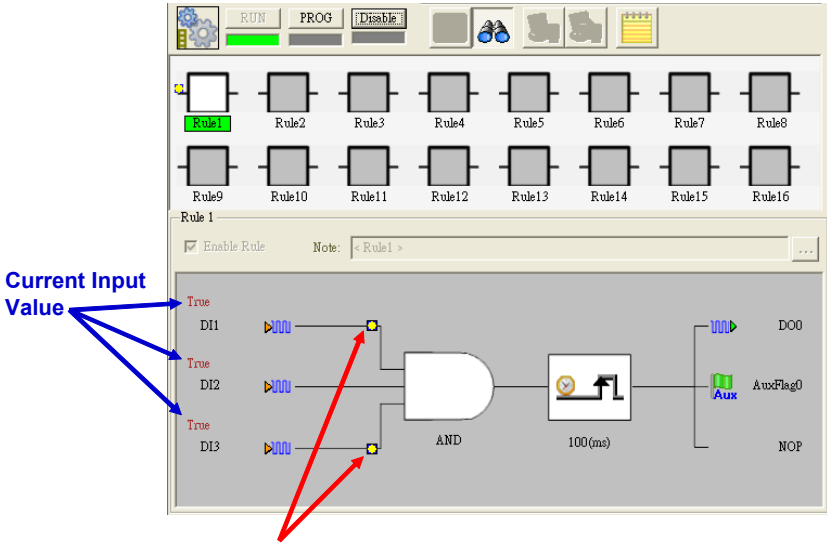 RUN PROG Disable
Rule1 Rule2 Rule3 Rule4 Rule5 Rule6 Rule7 Rule8
Rule9 Rule10 Rule11 Rule12 Rule13 Rule14 Rule15 Rule16
Rule 1
Enable Rule Note: < Rule1 > ...
Current Input
Value
True
DI1 DO0
True
DI2 Aux AuxFlag0
True
DI3 AND 100(ms) NOP